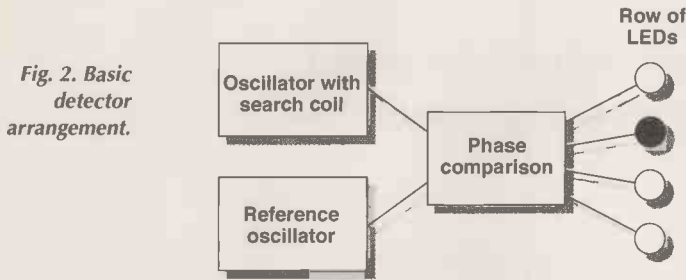 Fig. 2. Basic
detector
arrangement.
Oscillator with
search coil
Reference
oscillator
Phase
comparison
Row of
LEDs